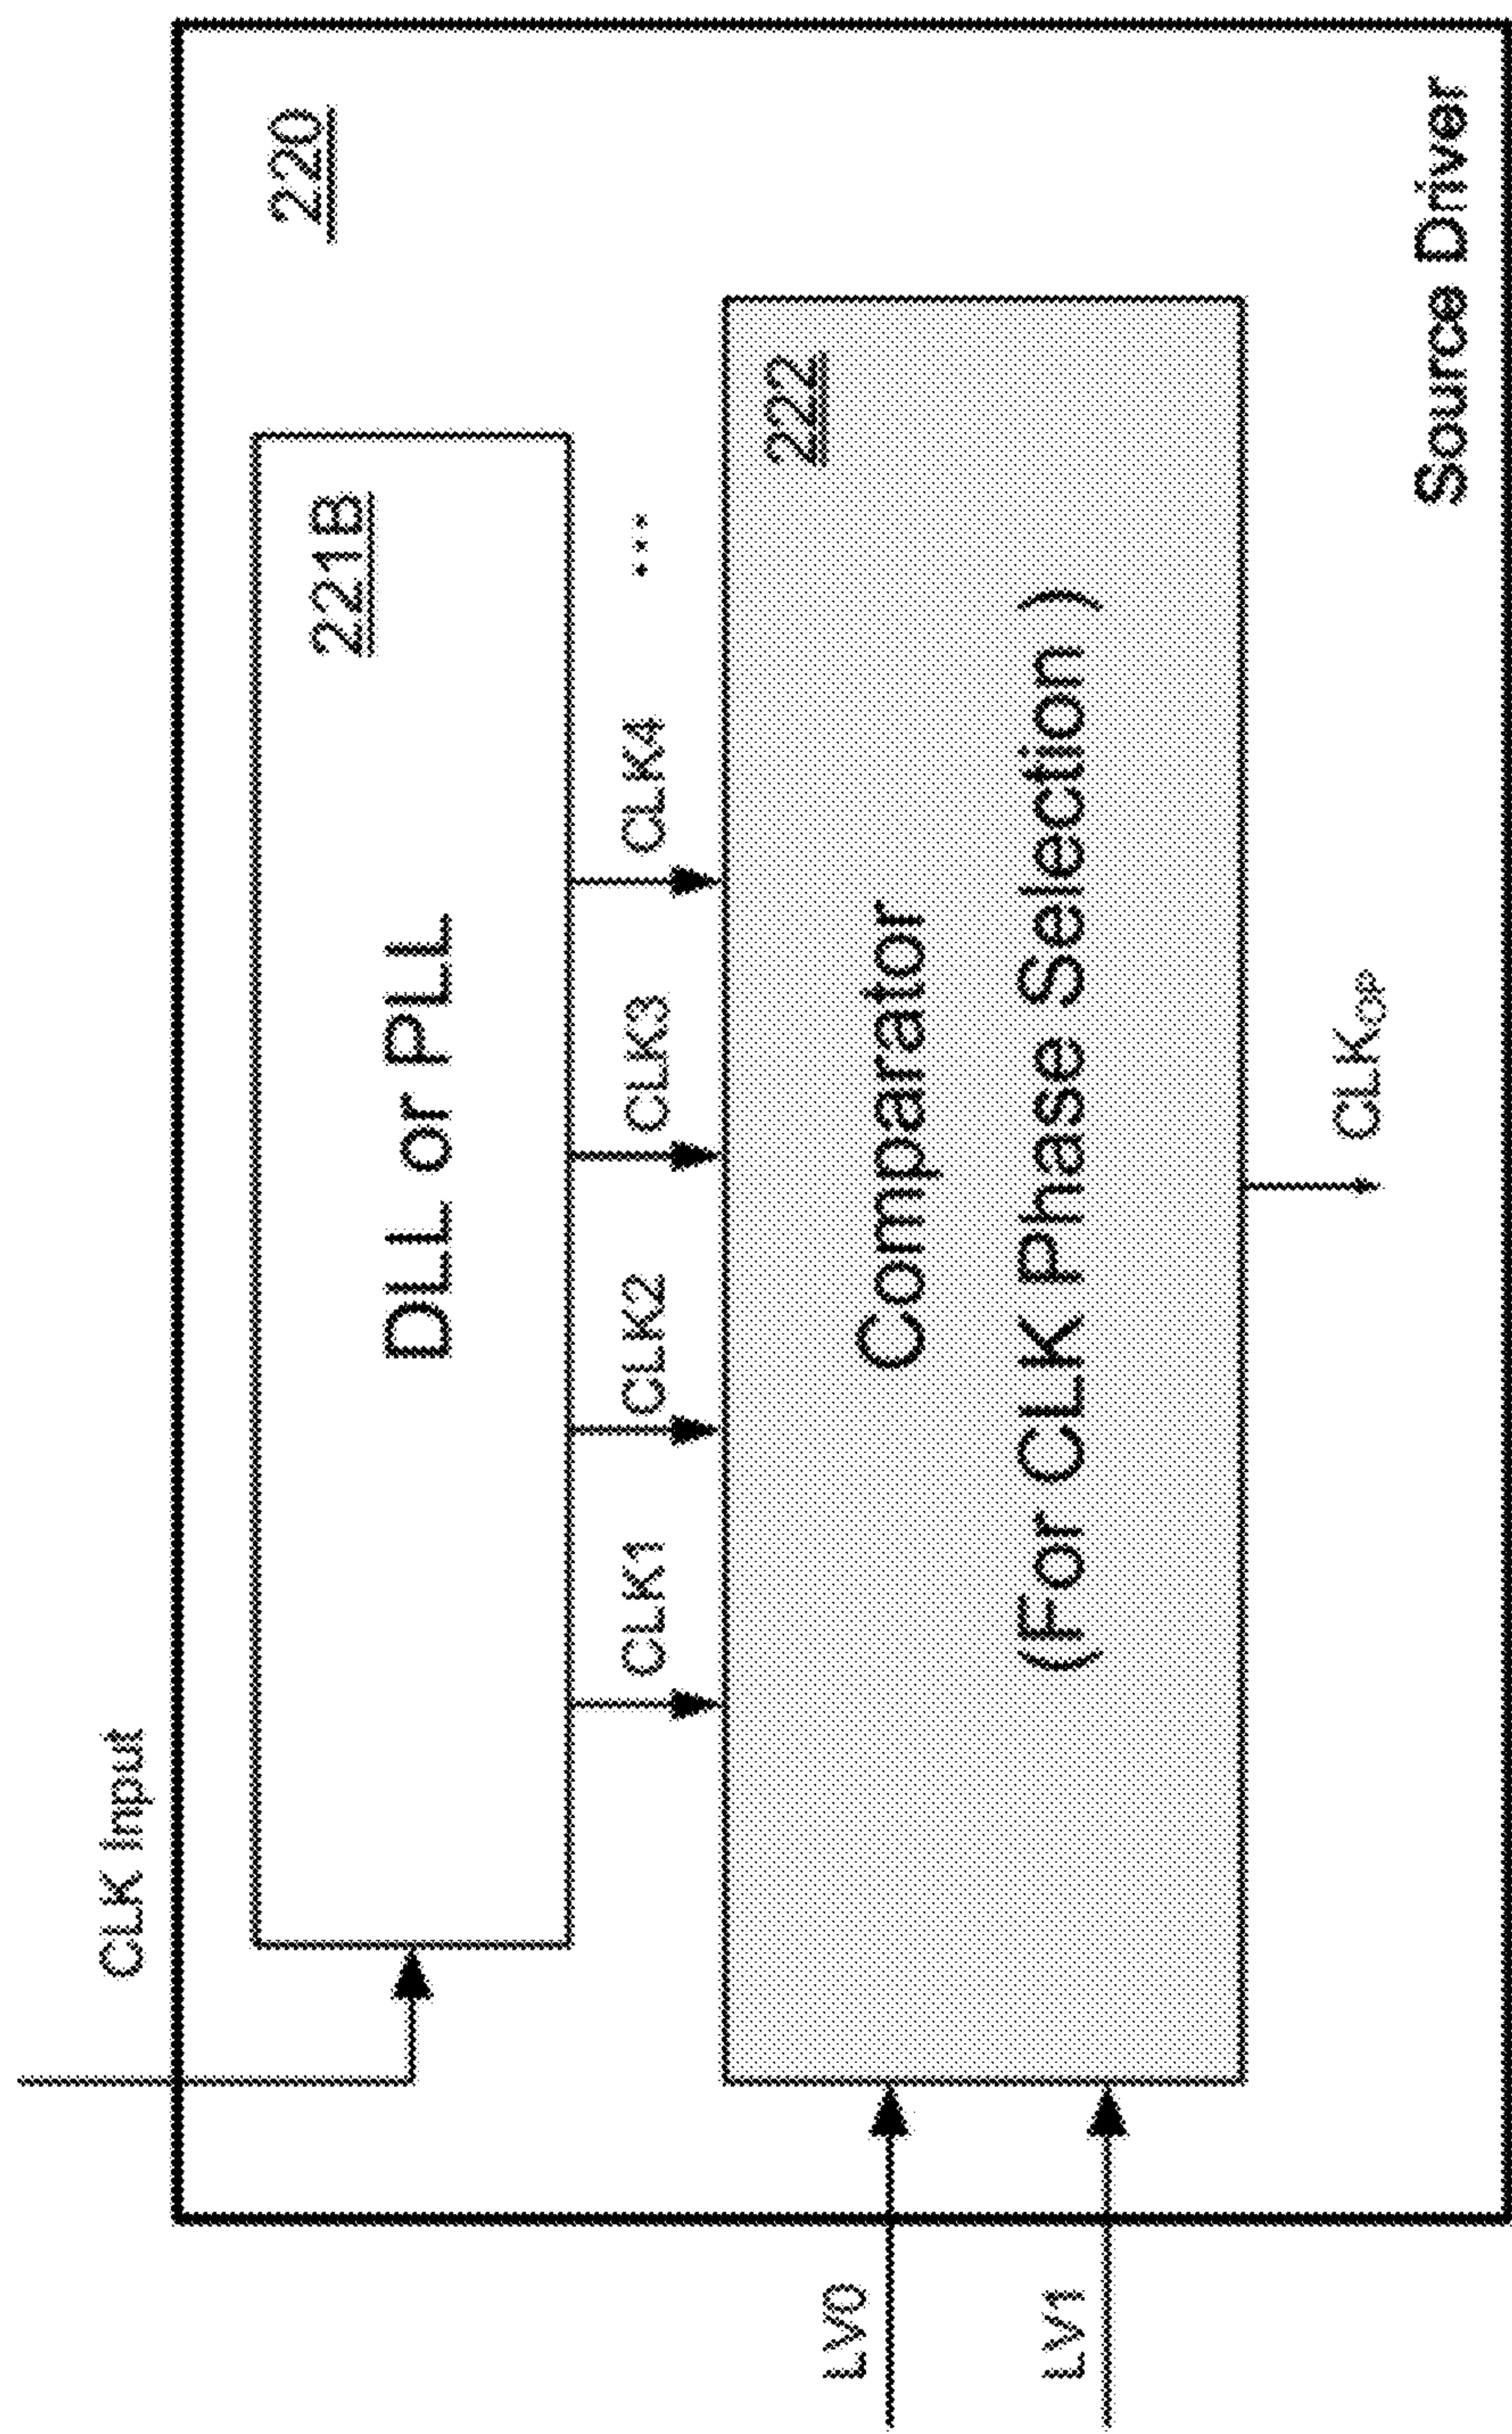 CLK Input
220
221B
DLL or PLL
CLK1 CLK2 CLK3 CLK4 ...
222
LV0
Comparator
LV1
(For CLK Phase Selection )
CLKOP
Source Driver